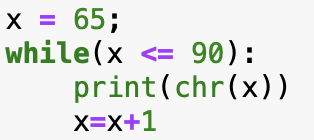 x = 65;
while(x <= 90):
    print(chr(x))
    x=x+1